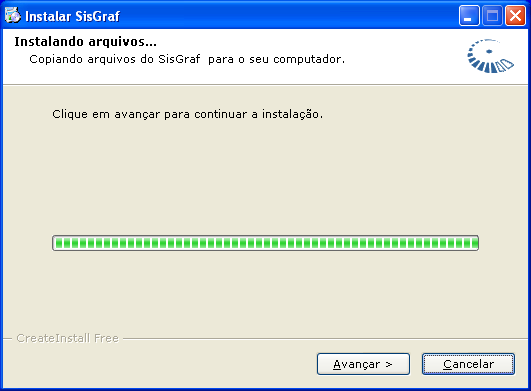 Instalar SisGraf
Instalando arquivos...
Copiando arquivos do SisGraf  para o seu computador.
Clique em avançar para continuar a instalação.
CreateInstall Free
Avançar >
Cancelar